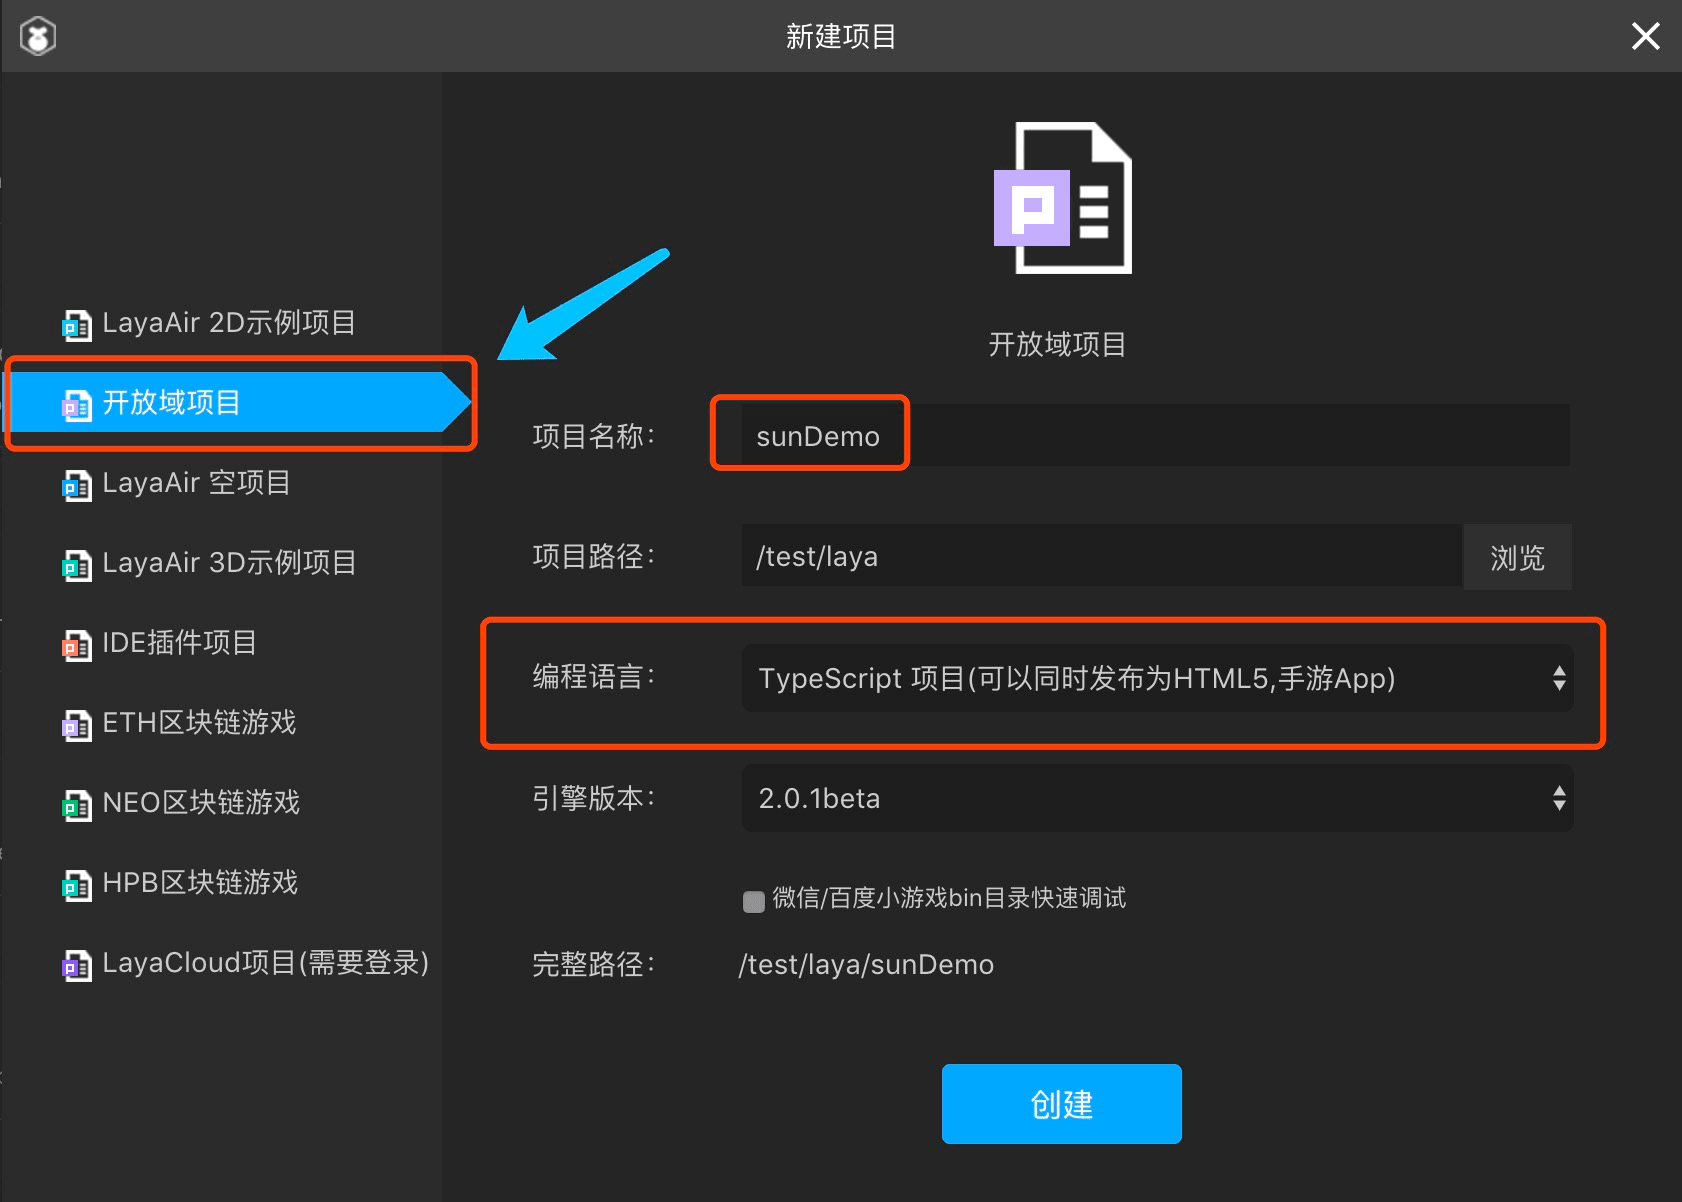 新建项目
LayaAir 2D示例项目
开放域项目
LayaAir 空项目
LayaAir 3D示例项目
IDE插件项目
ETH区块链游戏
NEO区块链游戏
HPB区块链游戏
LayaCloud项目(需要登录)
开放域项目
项目名称: sunDemo
项目路径: /test/laya 浏览
编程语言: TypeScript 项目(可以同时发布为HTML5,手游App)
引擎版本: 2.0.1beta
微信/百度小游戏bin目录快速调试
完整路径: /test/laya/sunDemo
创建